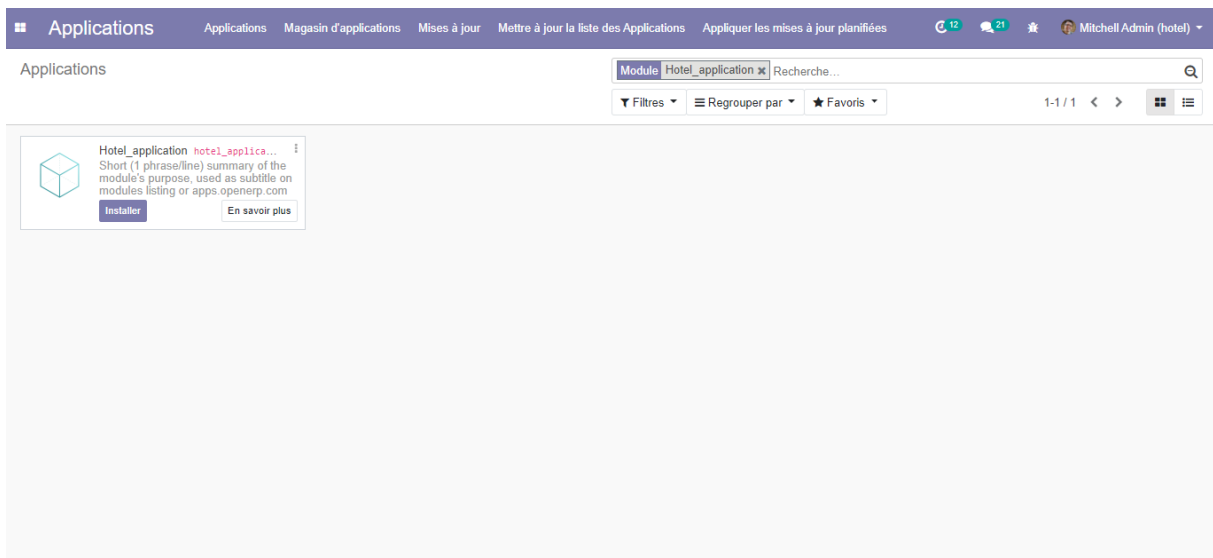 Applications Applications Magasin d'applications Mises à jour Mettre à jour la liste des Applications Appliquer les mises à jour planifiées 12 21 Mitchell Admin (hotel)
Applications
Module Hotel_application × Recherche...
Filtres Regrouper par Favoris 1-1 / 1
Hotel_application hotel_applica...
Short (1 phrase/line) summary of the
module's purpose, used as subtitle on
modules listing or apps.openerp.com
Installer En savoir plus